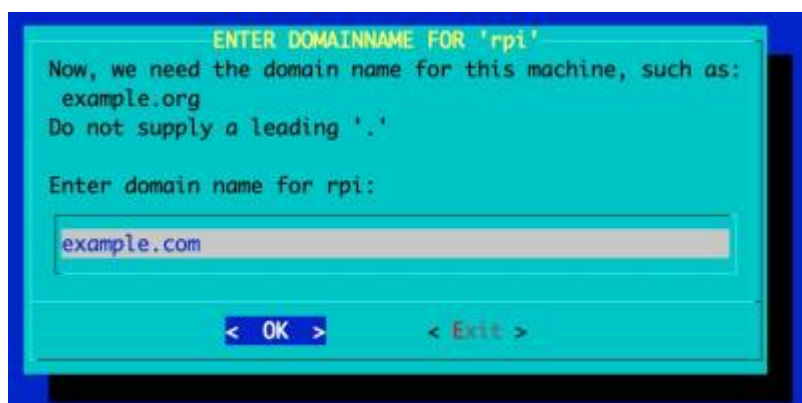 ENTER DOMAINNAME FOR 'rpi'
Now, we need the domain name for this machine, such as:
example.org
Do not supply a leading '.'
Enter domain name for rpi:
example.com
< OK > < Exit >